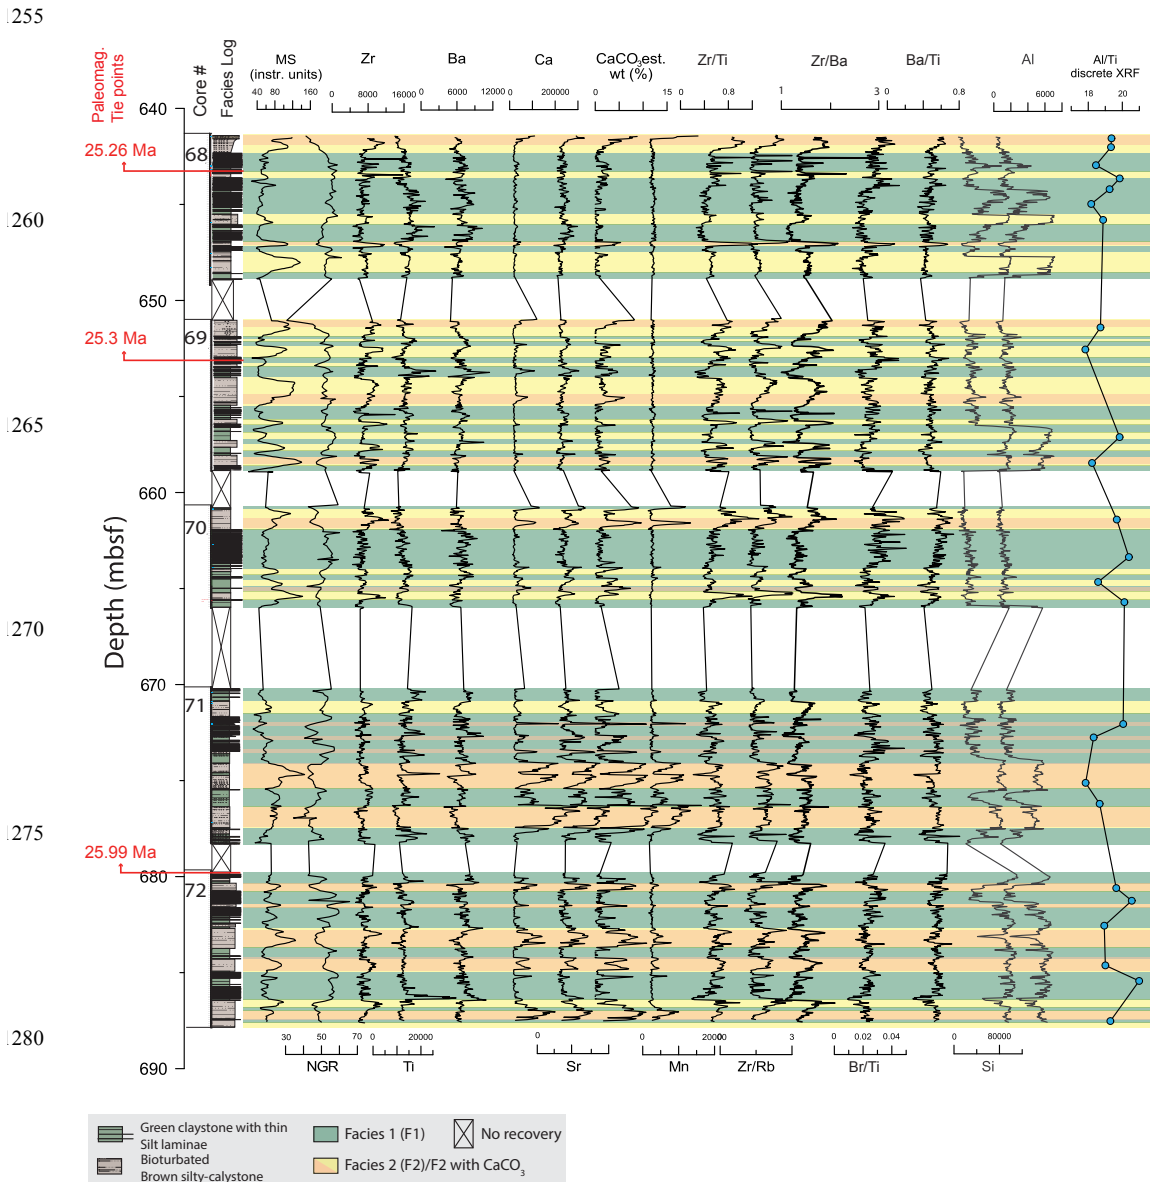 1255
Paleomag. Tie points
Core #
Facies Log
MS (instr. units)
Zr
Ba
Ca
CaCO3est. wt (%)
Zr/Ti
Zr/Ba
Ba/Ti
Al
Al/Ti discrete XRF
40 80 160
0 8000 16000
0 6000 12000
0 200000
0 15
0 0.8
1 3
0 0.8
0 6000
18 20
640
25.26 Ma
68
1260
650
25.3 Ma
69
1265
660
70
Depth (mbsf)
1270
670
71
1275
25.99 Ma
680
72
1280
690
30 50 70
0 20000
0
0 20000
0 3
0 0.02 0.04
0 80000
NGR
Ti
Sr
Mn
Zr/Rb
Br/Ti
Si
Green claystone with thin Silt laminae
Facies 1 (F1)
No recovery
Bioturbated Brown silty-calystone
Facies 2 (F2)/F2 with CaCO3